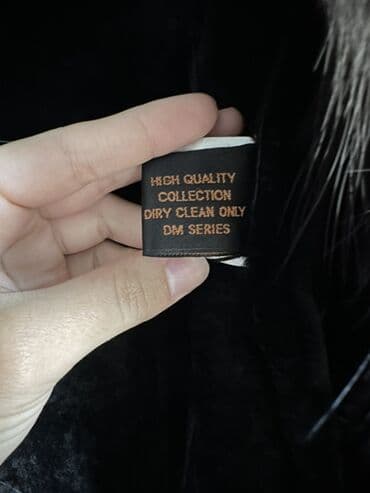 HIGH QUALITY
COLLECTION
DIRY CLEAN ONLY
DM SERIES